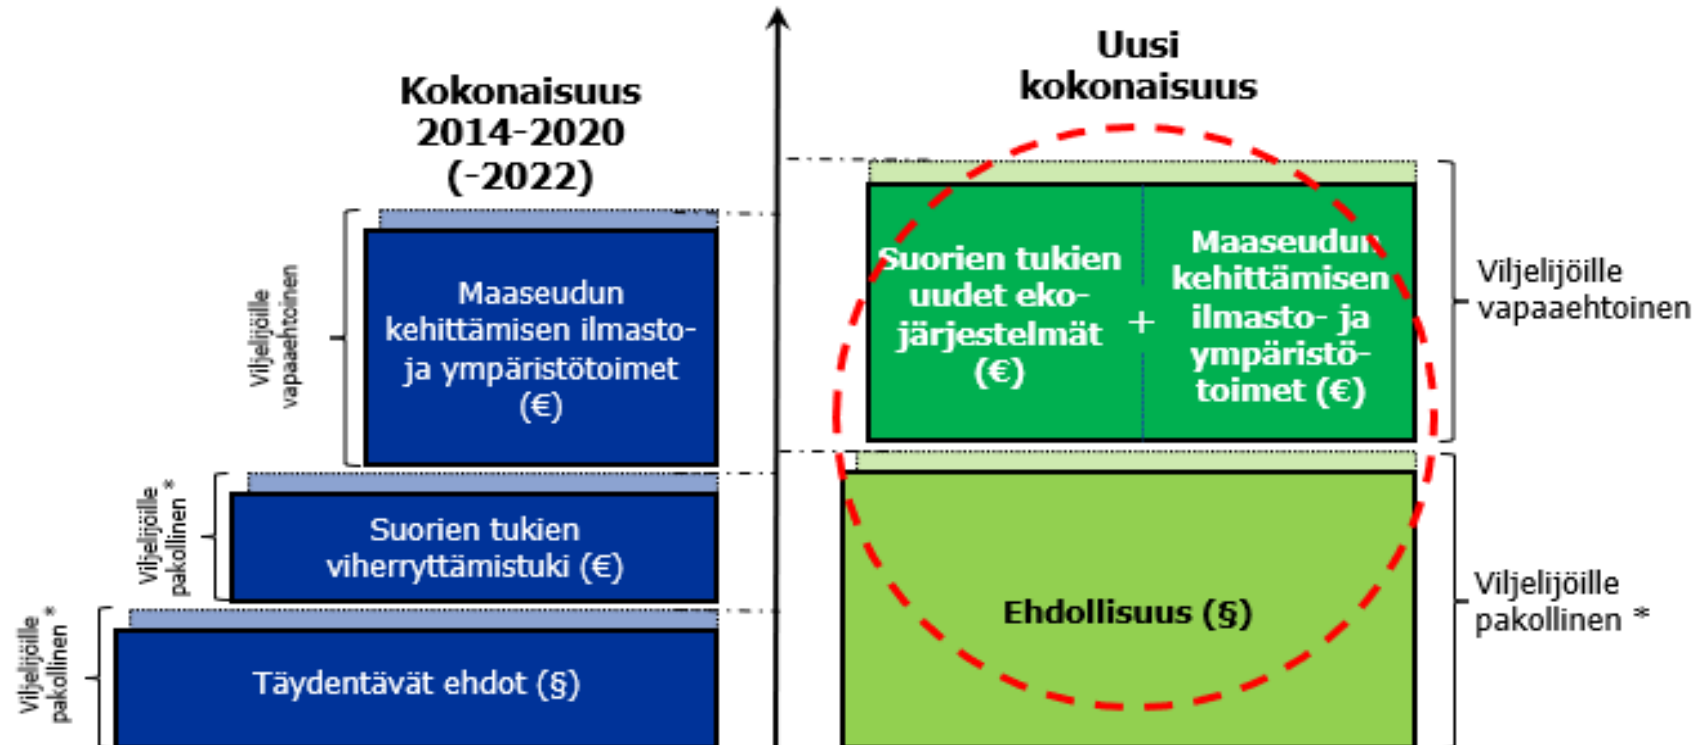 Kokonaisuus
2014-2020
(-2022)
Viljelijöille
vapaaehtoinen
Maaseudun
kehittämisen ilmasto-
ja ympäristötoimet
(€)
Viljelijöille
pakollinen *
Suorien tukien
viherryttämistuki (€)
Viljelijöille
pakollinen *
Täydentävät ehdot (§)
Uusi
kokonaisuus
Suorien tukien
uudet eko-
järjestelmät
(€)
+
Maaseudun
kehittämisen
ilmasto- ja
ympäristö-
toimet (€)
Viljelijöille
vapaaehtoinen
Ehdollisuus (§)
Viljelijöille
pakollinen *